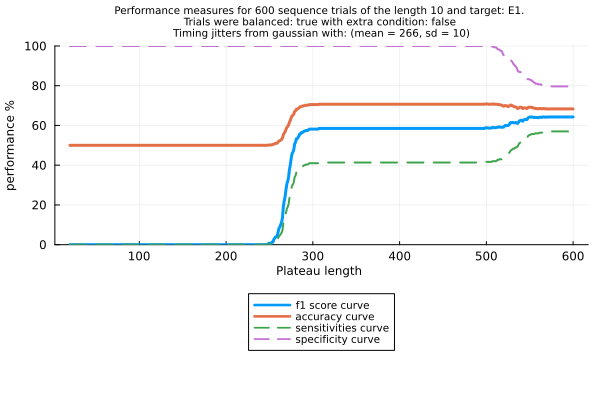 Performance measures for 600 sequence trials of the length 10 and target: E1.
Trials were balanced: true with extra condition: false
Timing jitters from gaussian with: (mean = 266, sd = 10)
performance %
100
80
60
40
20
0
100 200 300 400 500 600
Plateau length
f1 score curve
accuracy curve
sensitivities curve
specificity curve